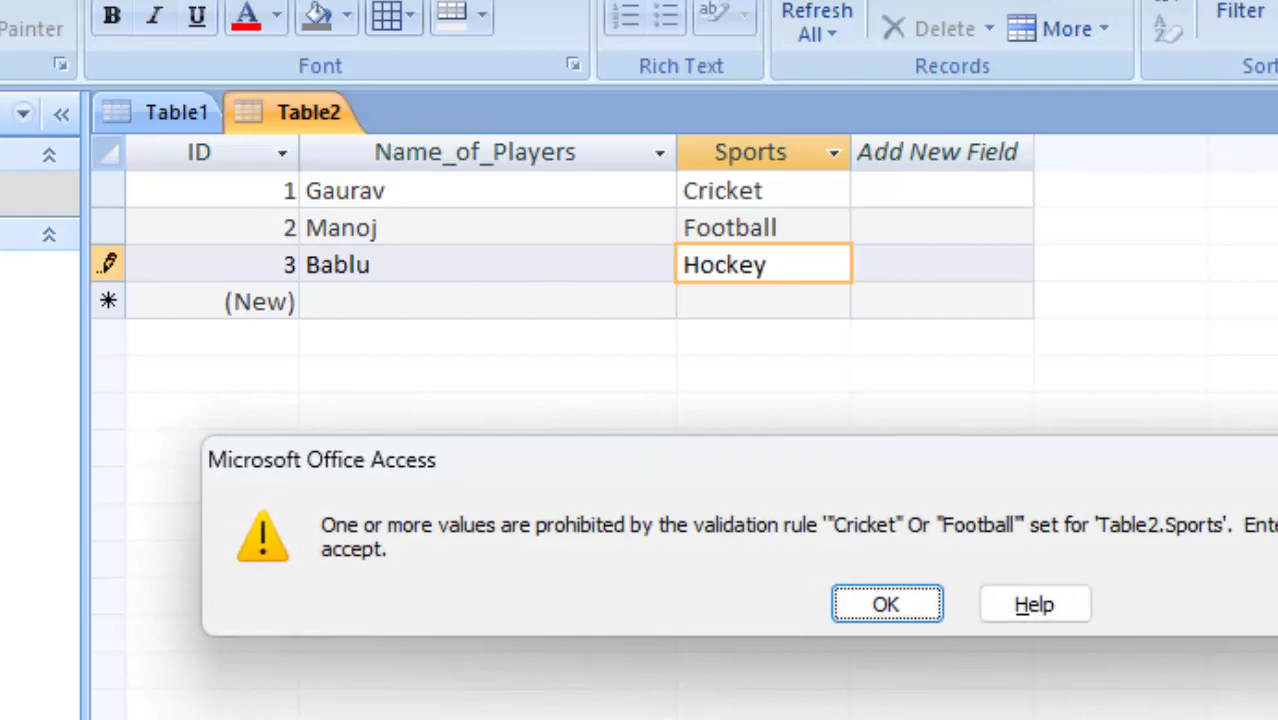 Painter
B I U A
ab
Refresh
All
Delete
More
A
Z
Filter
Font
Rich Text
Records
Sort
Table1 Table2
ID Name_of_Players Sports Add New Field
1 Gaurav Cricket
2 Manoj Football
3 Bablu Hockey
(New)
Microsoft Office Access
One or more values are prohibited by the validation rule '"Cricket" Or "Football"' set for 'Table2.Sports'. Ente
accept.
OK Help